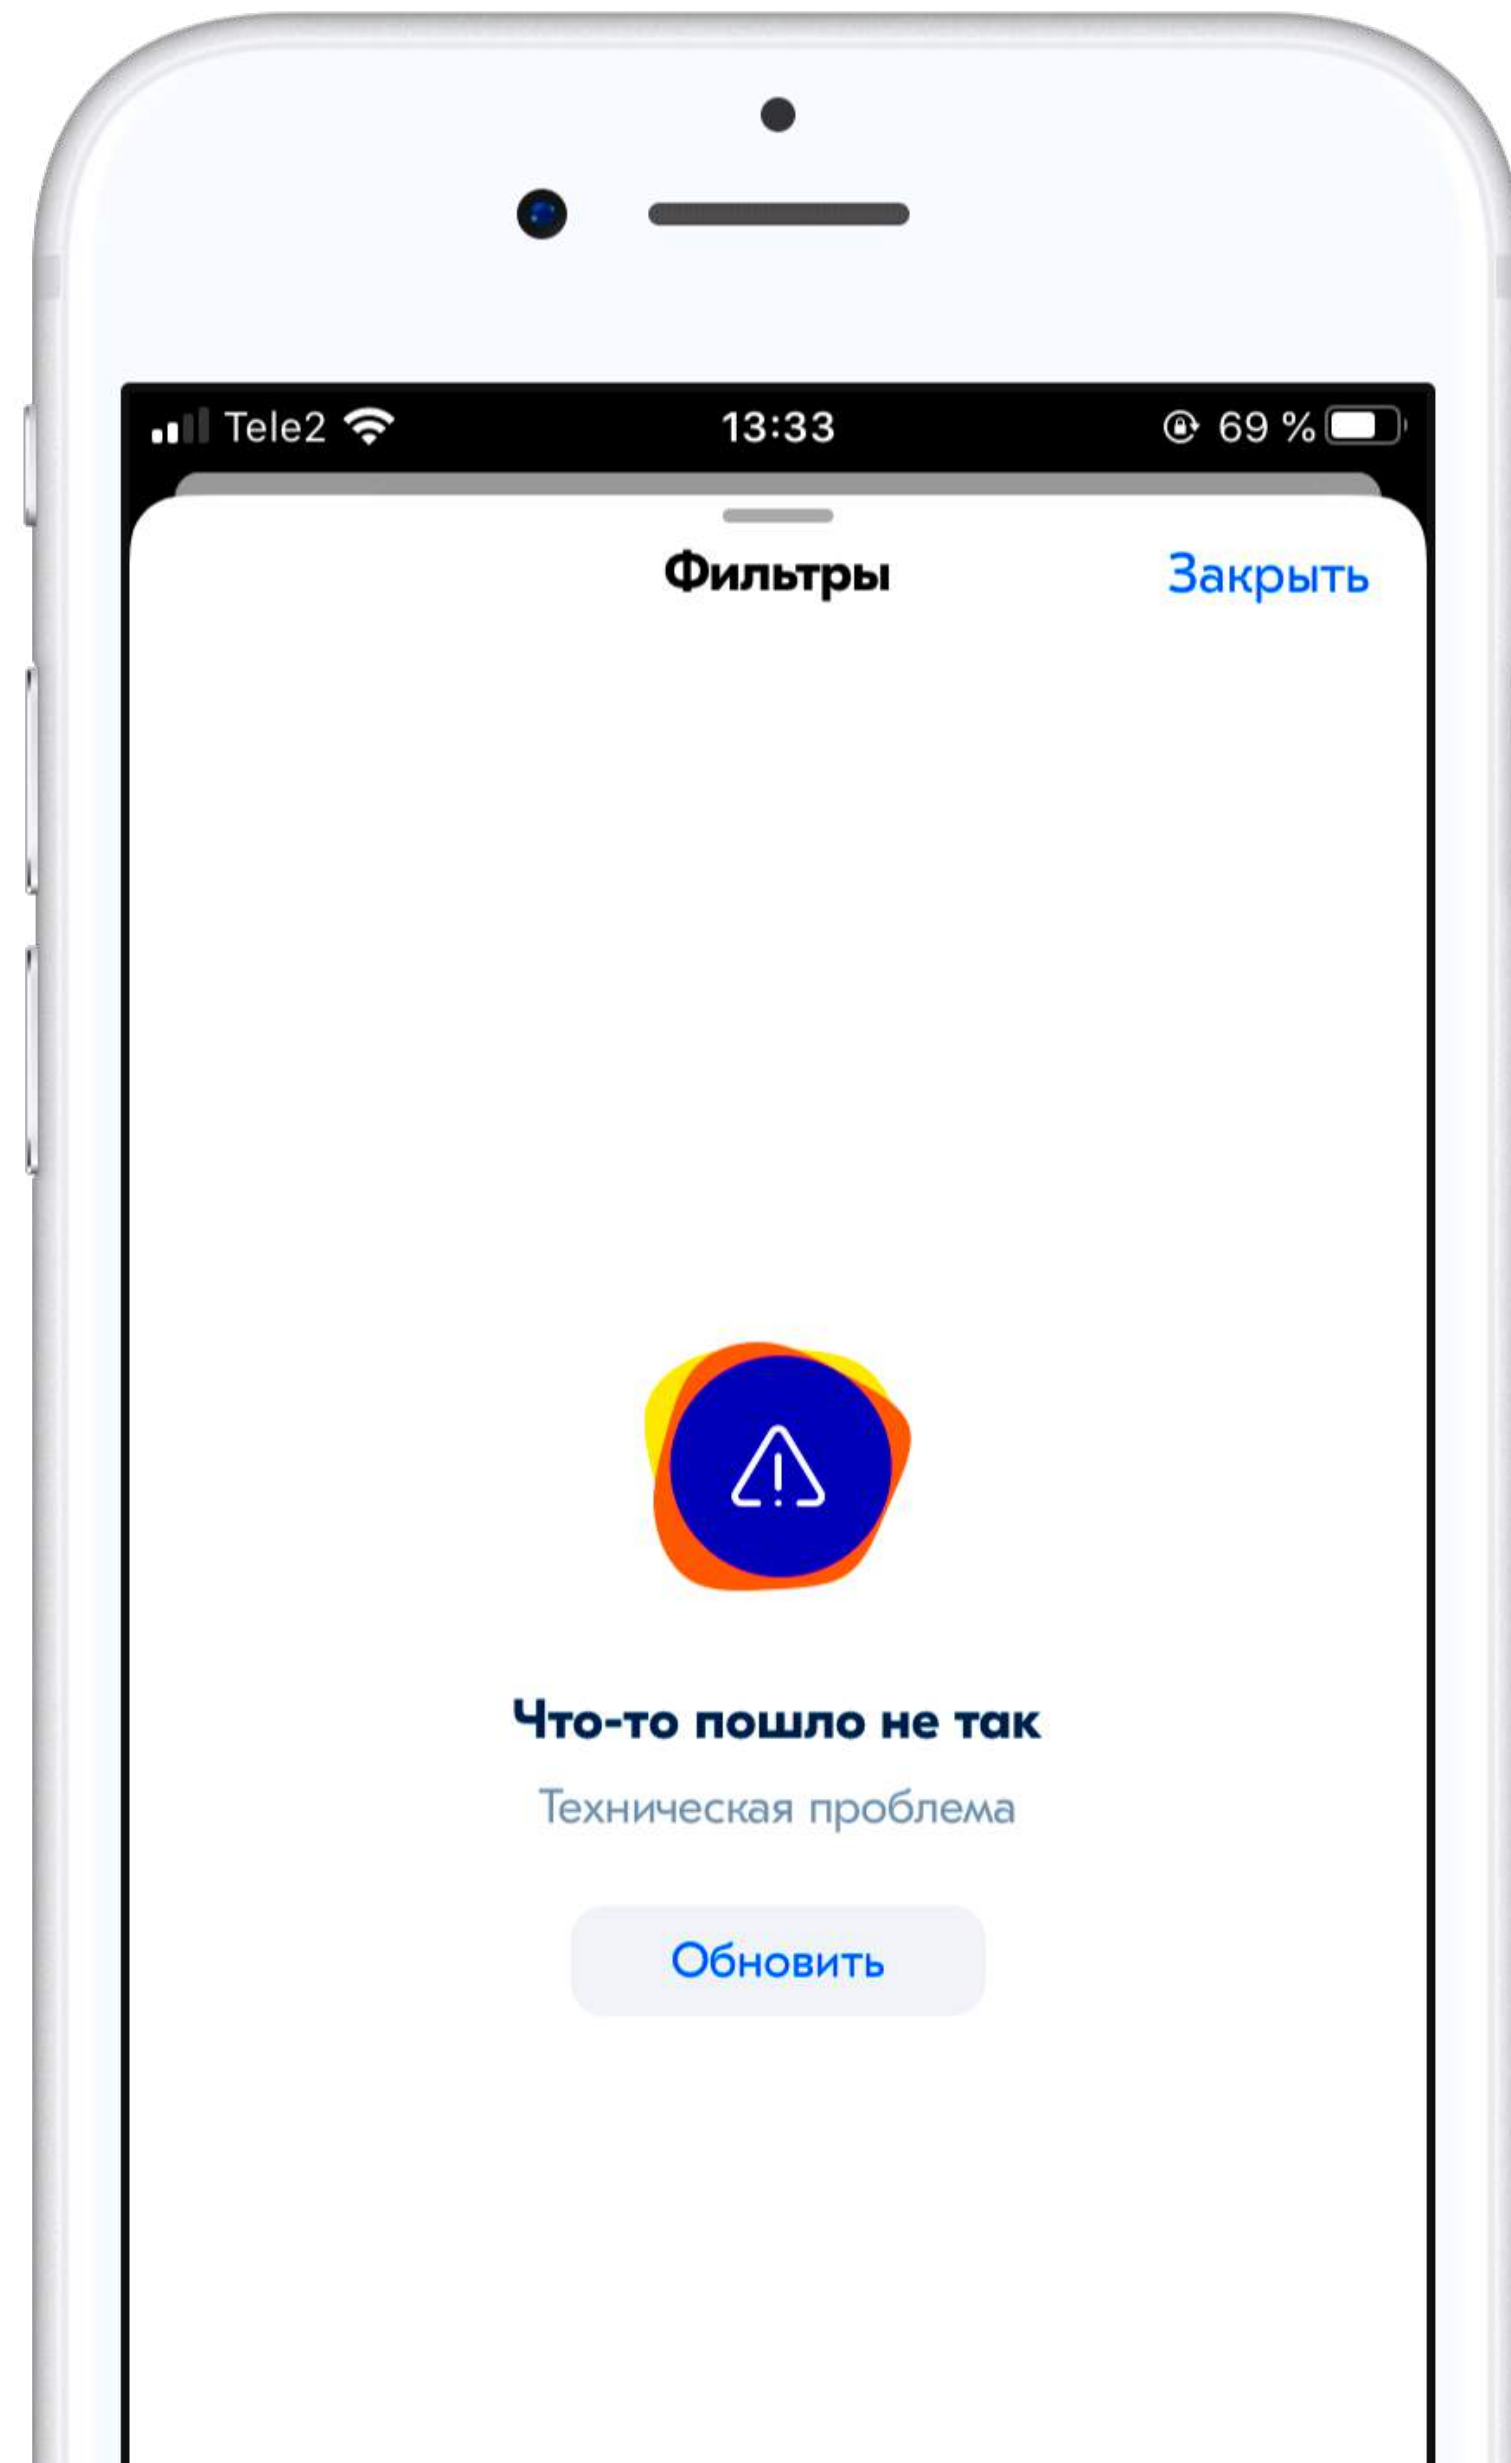 Tele2 13:33 69 %
Фильтры Закрыть
Что-то пошло не так
Техническая проблема
Обновить